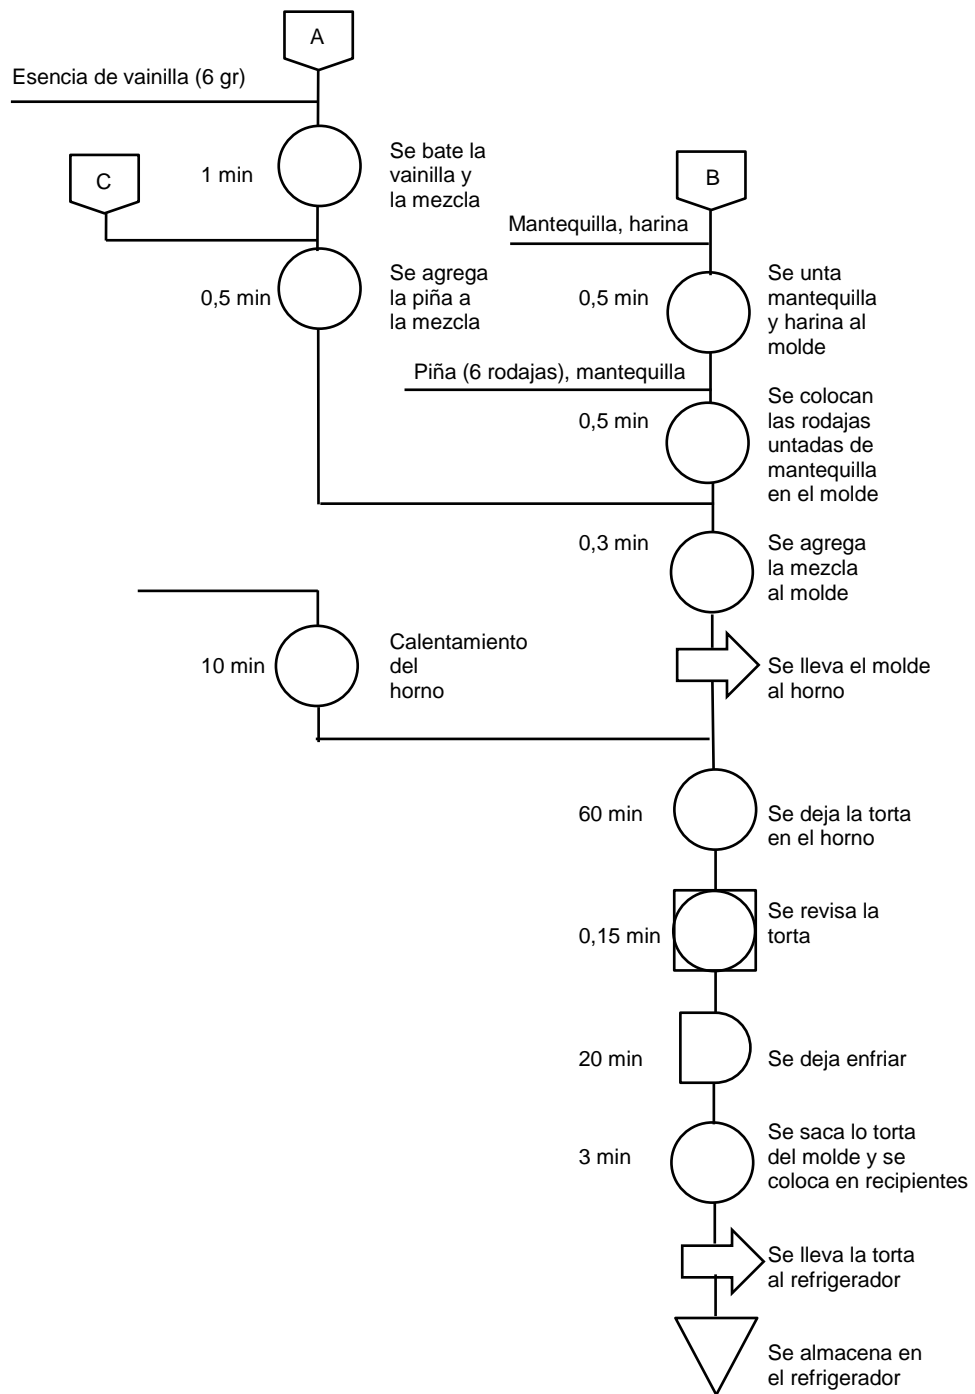 A
Esencia de vainilla (6 gr)
1 min
Se bate la
vainilla y
la mezcla
C
B
Mantequilla, harina
0,5 min
Se agrega
la piña a
la mezcla
0,5 min
Se unta
mantequilla
y harina al
molde
Piña (6 rodajas), mantequilla
0,5 min
Se colocan
las rodajas
untadas de
mantequilla
en el molde
0,3 min
Se agrega
la mezcla
al molde
10 min
Calentamiento
del
horno
Se lleva el molde
al horno
60 min
Se deja la torta
en el horno
0,15 min
Se revisa la
torta
20 min
Se deja enfriar
3 min
Se saca lo torta
del molde y se
coloca en recipientes
Se lleva la torta
al refrigerador
Se almacena en
el refrigerador